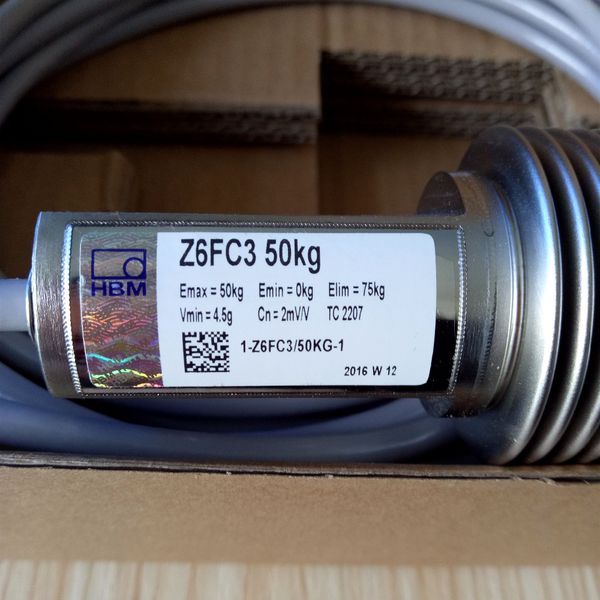 HBM
Z6FC3 50kg
Emax = 50kg Emin = 0kg Elim = 75kg
Vmin = 4.5g Cn = 2mV/V TC 2207
1-Z6FC3/50KG-1
2016 W 12